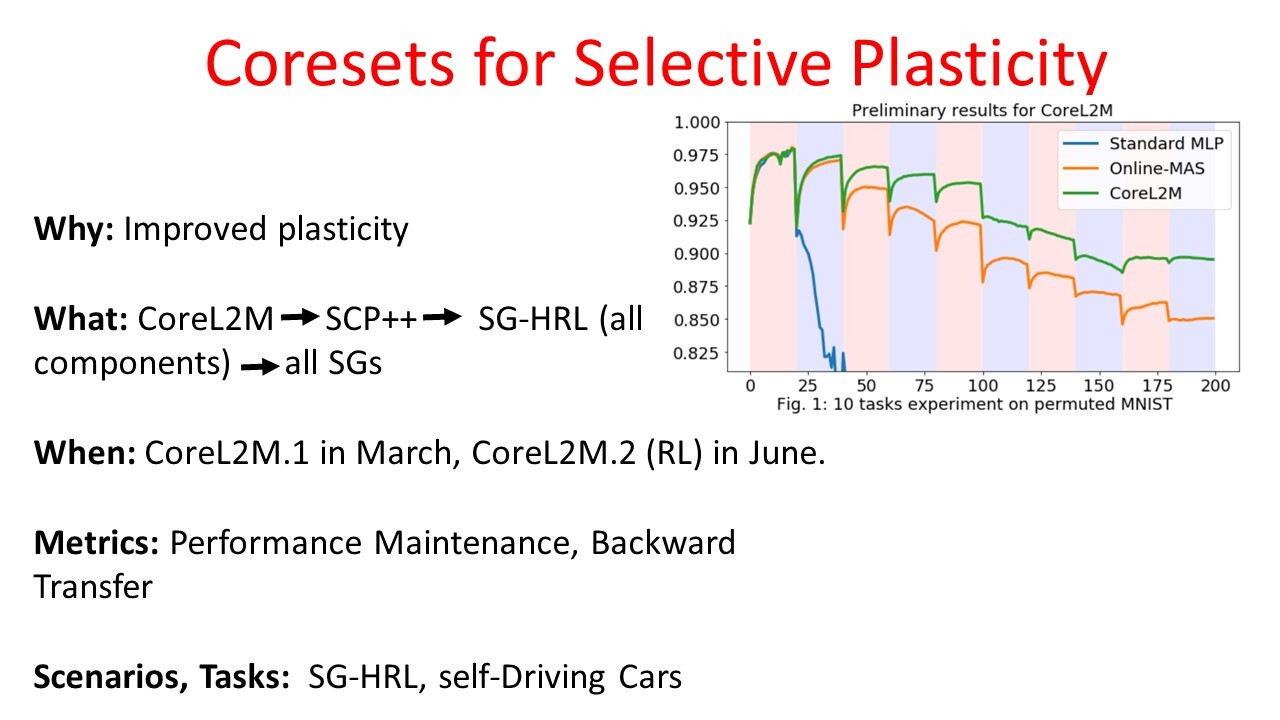 Coresets for Selective Plasticity
Preliminary results for CoreL2M
1.000
0.975
0.950
0.925
0.900
0.875
0.850
0.825
Standard MLP
Online-MAS
CoreL2M
0 25 50 75 100 125 150 175 200
Fig. 1: 10 tasks experiment on permuted MNIST
Why: Improved plasticity
What: CoreL2M SCP++ SG-HRL (all
components) all SGs
When: CoreL2M.1 in March, CoreL2M.2 (RL) in June.
Metrics: Performance Maintenance, Backward
Transfer
Scenarios, Tasks: SG-HRL, self-Driving Cars